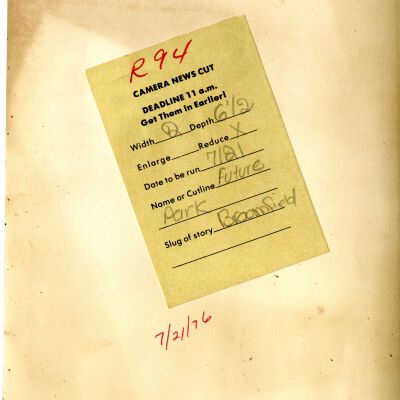 R94
CAMERA NEWS CUT
DEADLINE 11 a.m.
Get Them in Earlier!
Width 2 Depth 6 1/2
Enlarge Reduce X
Date to be run 7/21
Name or Cutline Future
Park
Slug of story Broomfield
7/21/76